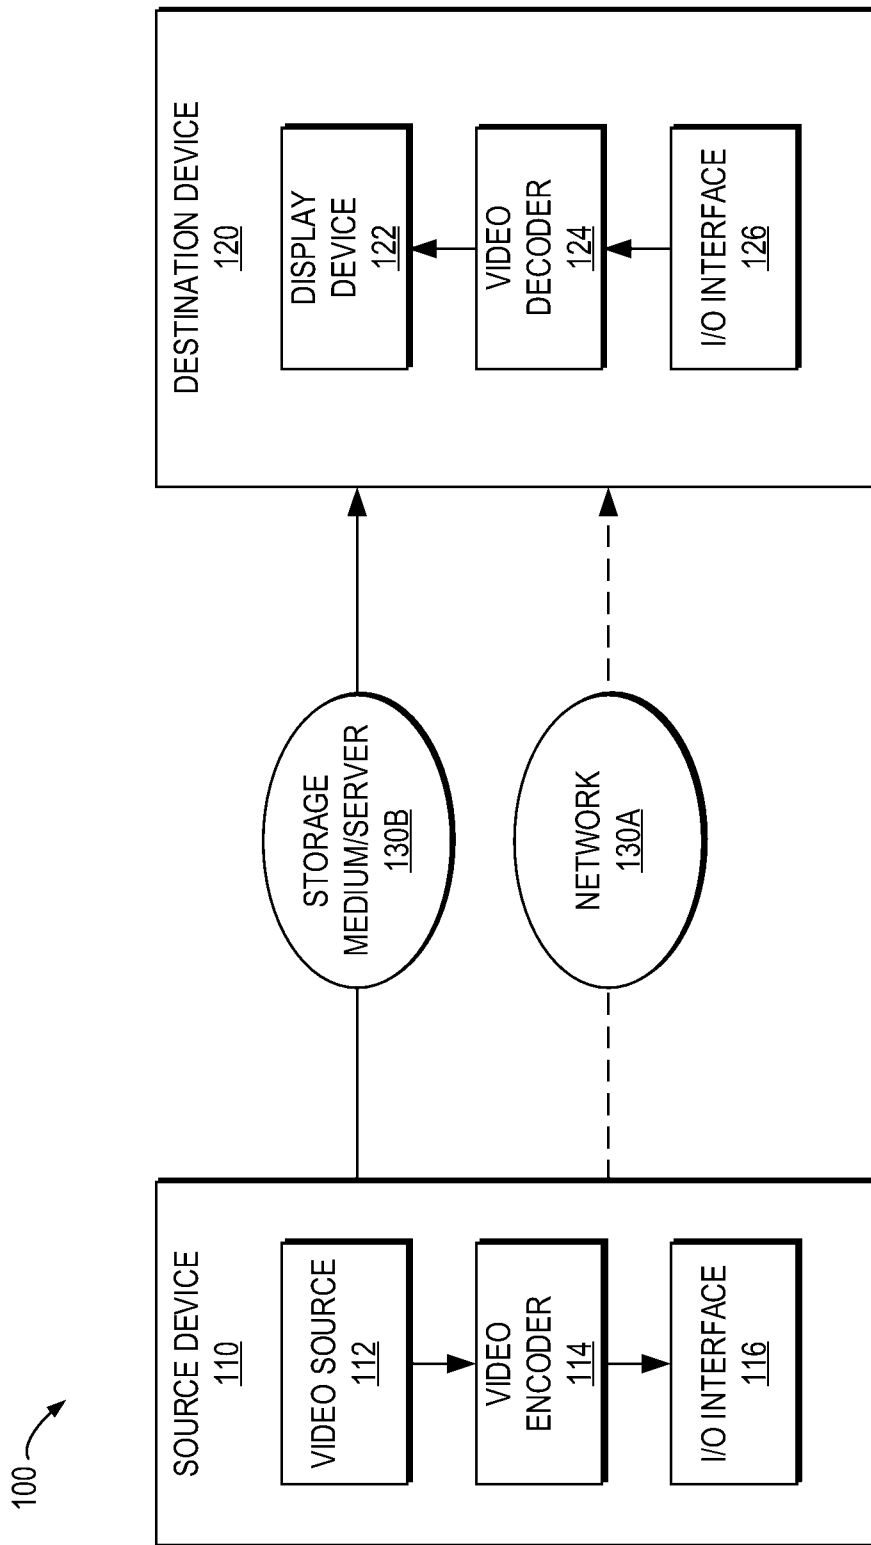 100
SOURCE DEVICE
110
VIDEO SOURCE
112
VIDEO
ENCODER
114
I/O INTERFACE
116
STORAGE
MEDIUM/SERVER
130B
NETWORK
130A
DESTINATION DEVICE
120
DISPLAY
DEVICE
122
VIDEO
DECODER
124
I/O INTERFACE
126